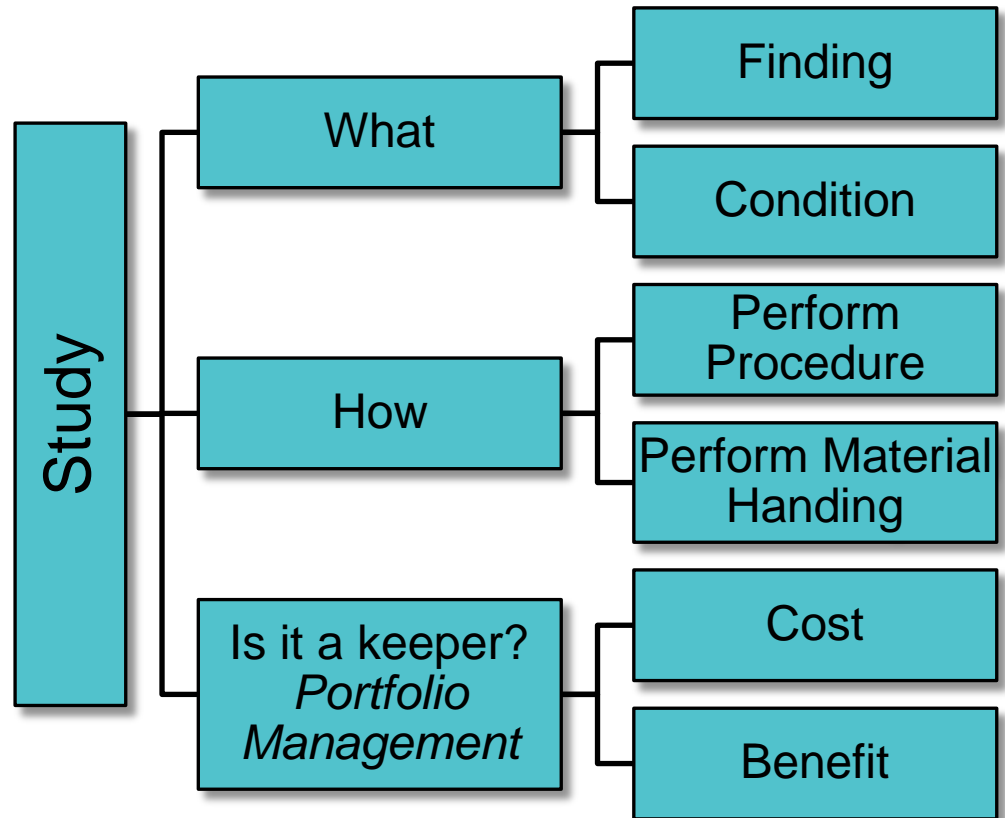 Study
What
Finding
Condition
How
Perform
Procedure
Perform Material
Handing
Is it a keeper?
Portfolio
Management
Cost
Benefit